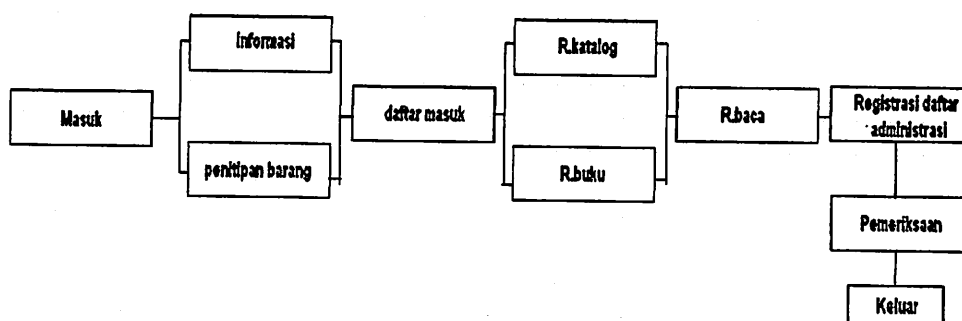 Informasi
R.katalog
Masuk
daftar masuk
R.baca
Registrasi daftar
administrasi
penitipan barang
R.buku
Pemeriksaan
Keluar